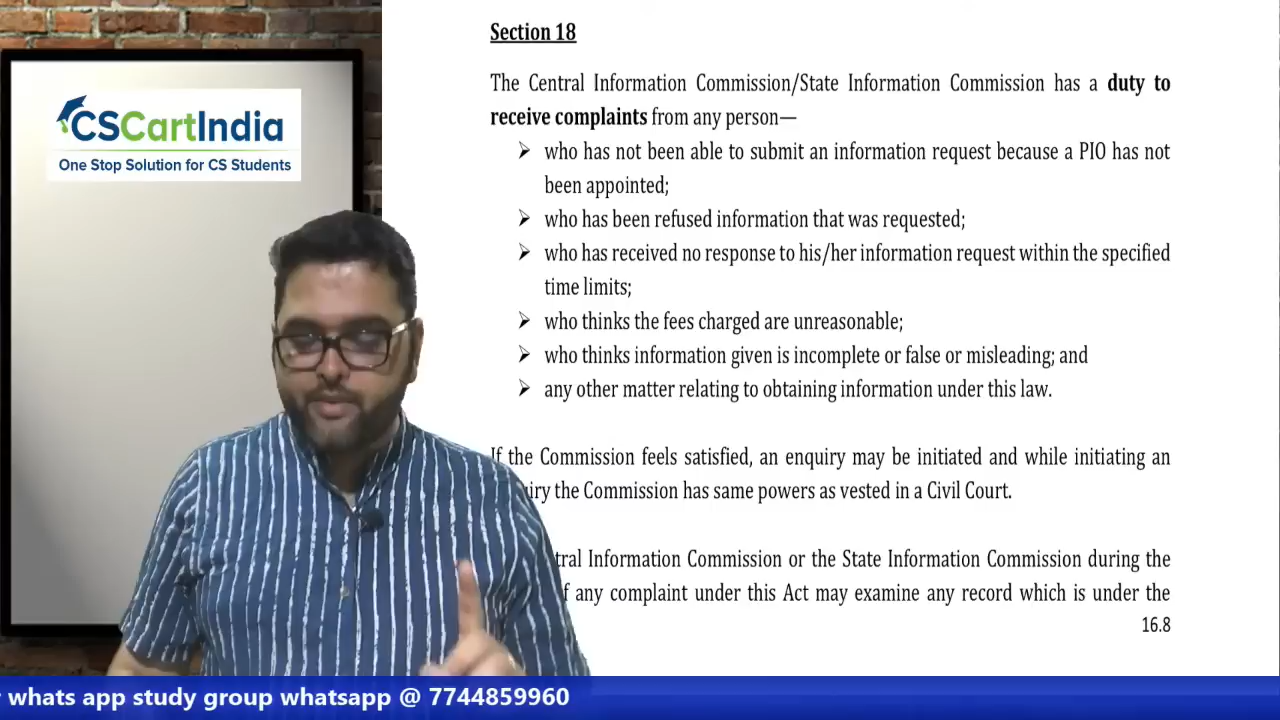 CSCartIndia
One Stop Solution for CS Students
Section 18
The Central Information Commission/State Information Commission has a duty to
receive complaints from any person—
➢ who has not been able to submit an information request because a PIO has not
been appointed;
➢ who has been refused information that was requested;
➢ who has received no response to his/her information request within the specified
time limits;
➢ who thinks the fees charged are unreasonable;
➢ who thinks information given is incomplete or false or misleading; and
➢ any other matter relating to obtaining information under this law.
If the Commission feels satisfied, an enquiry may be initiated and while initiating an
the Commission has same powers as vested in a Civil Court.
Information Commission or the State Information Commission during the
any complaint under this Act may examine any record which is under the
16.8
whats app study group whatsapp @ 7744859960